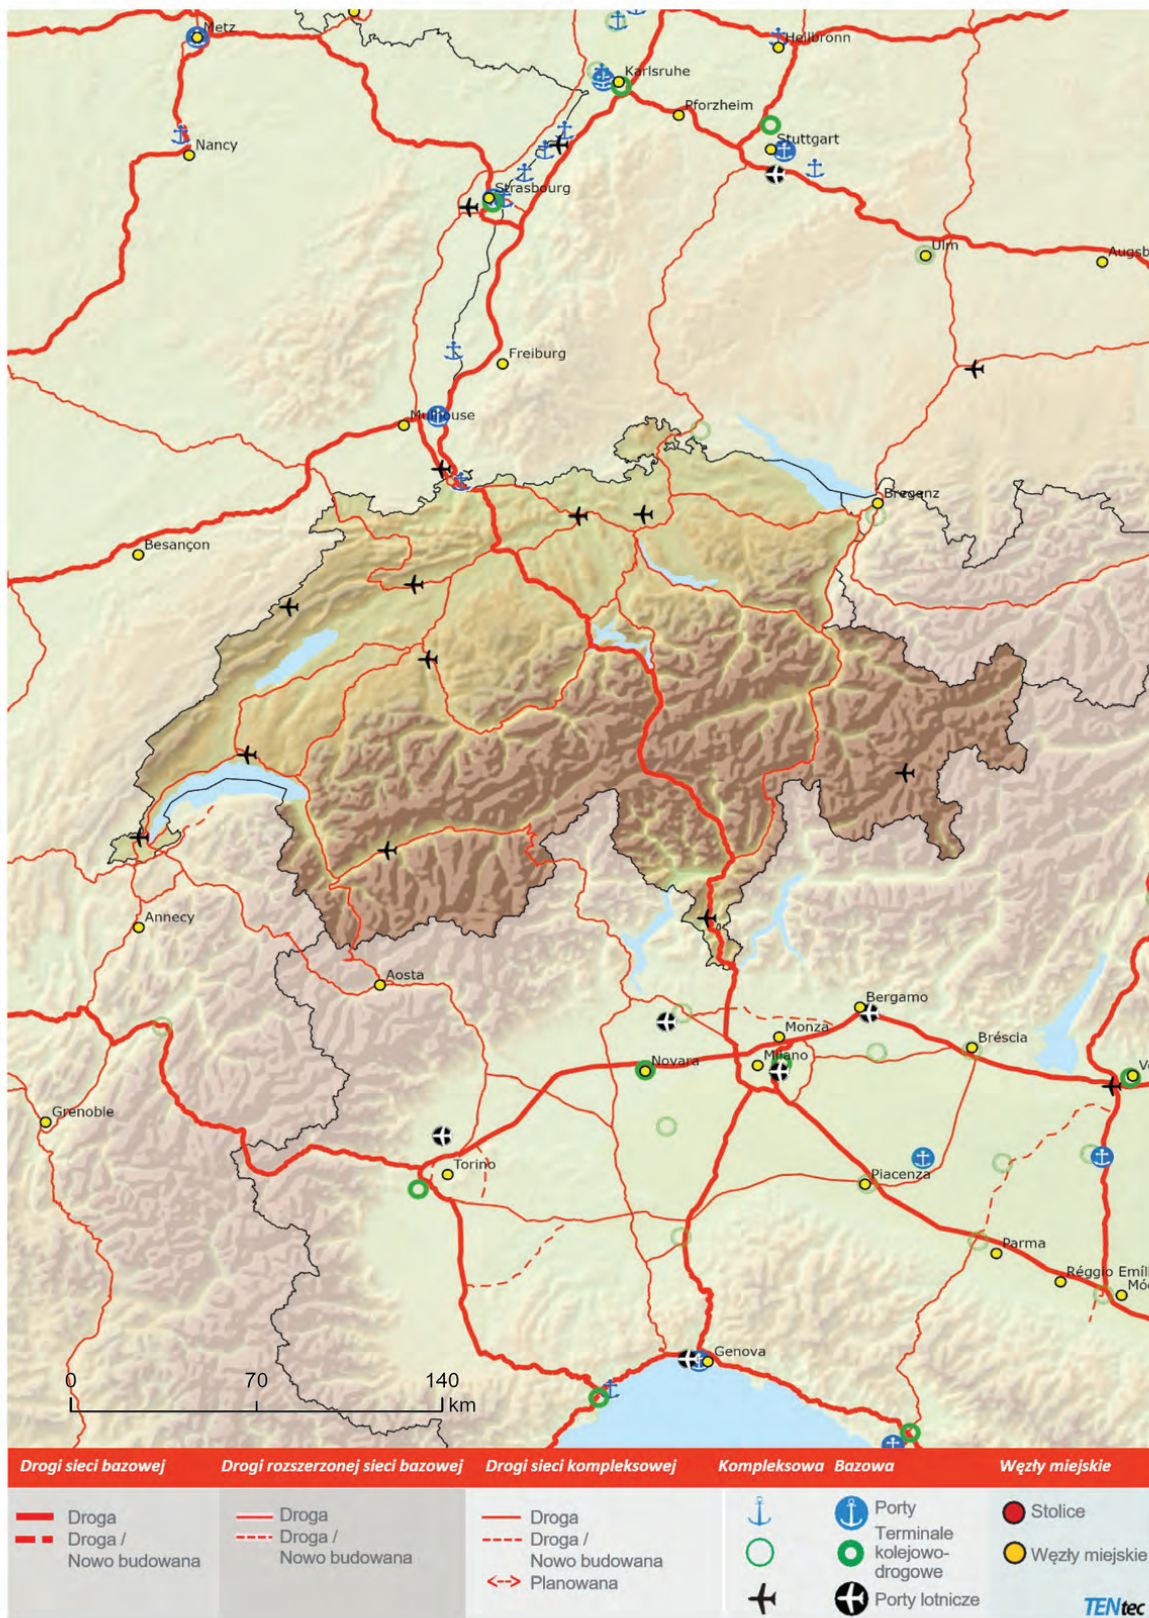 Metz
Heilbronn
Karlsruhe
Pforzheim
Nancy
Stuttgart
Strasbourg
Ulm
Augsb
Freiburg
Mulhouse
Bregenz
Besançon
Annecy
Aosta
Bergamo
Monza
Bréscia
Novara
Milano
Ve
Grenoble
Torino
Piacenza
Parma
Réggio Emíl
Mó
Genova
0 70 140
km
Drogi sieci bazowej Drogi rozszerzonej sieci bazowej Drogi sieci kompleksowej Kompleksowa Bazowa Węzły miejskie
Droga
Droga /
Nowo budowana
Droga
Droga /
Nowo budowana
Droga
Droga /
Nowo budowana
Planowana
Porty
Terminale
kolejowo-
drogowe
Porty lotnicze
Stolice
Węzły miejskie
TENtec